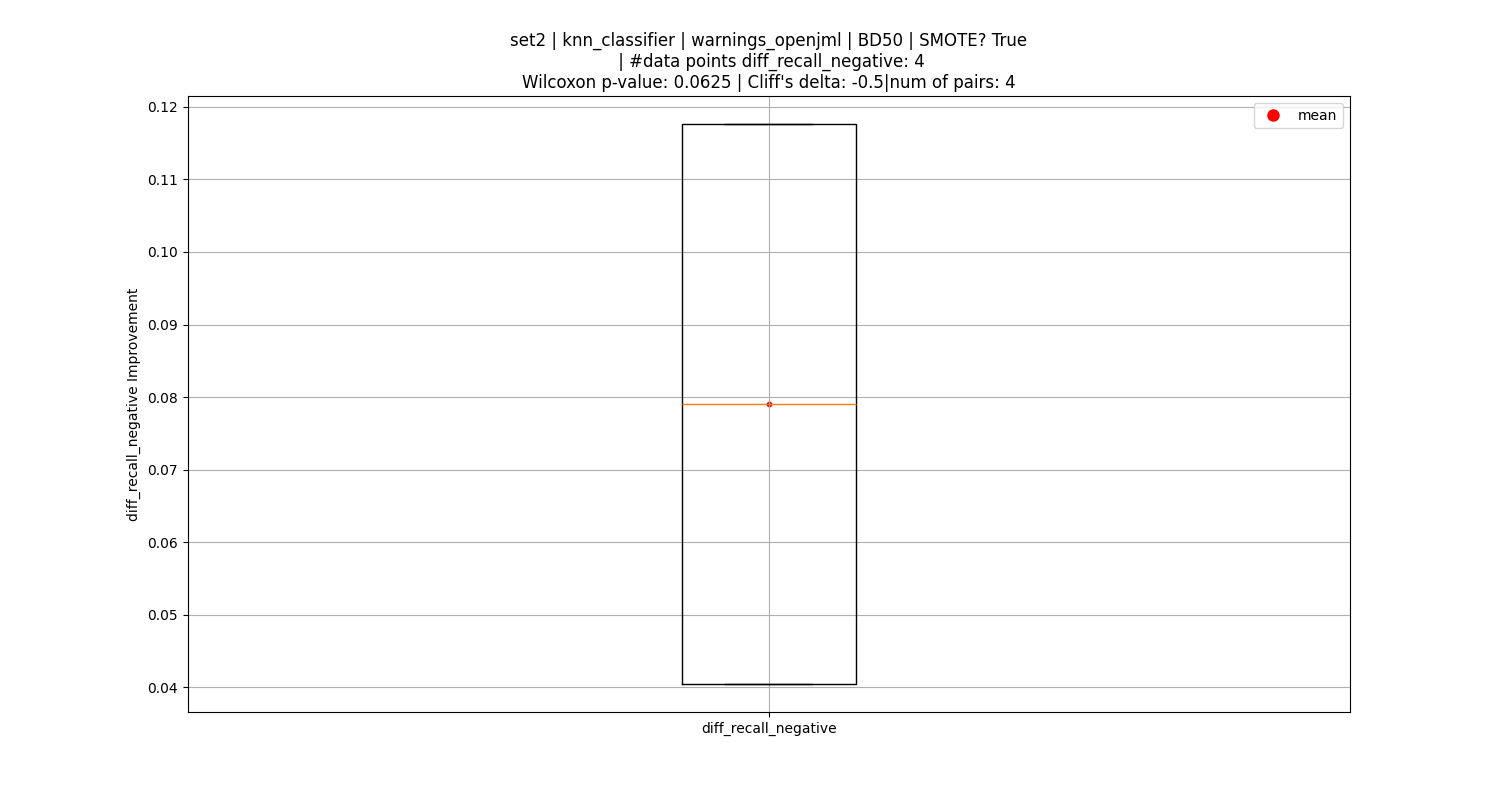 set2 | knn_classifier | warnings_openjml | BD50 | SMOTE? True
| #data points diff_recall_negative: 4
Wilcoxon p-value: 0.0625 | Cliff's delta: -0.5|num of pairs: 4
mean
0.12
0.11
0.10
0.09
0.08
0.07
0.06
0.05
0.04
diff_recall_negative Improvement
diff_recall_negative